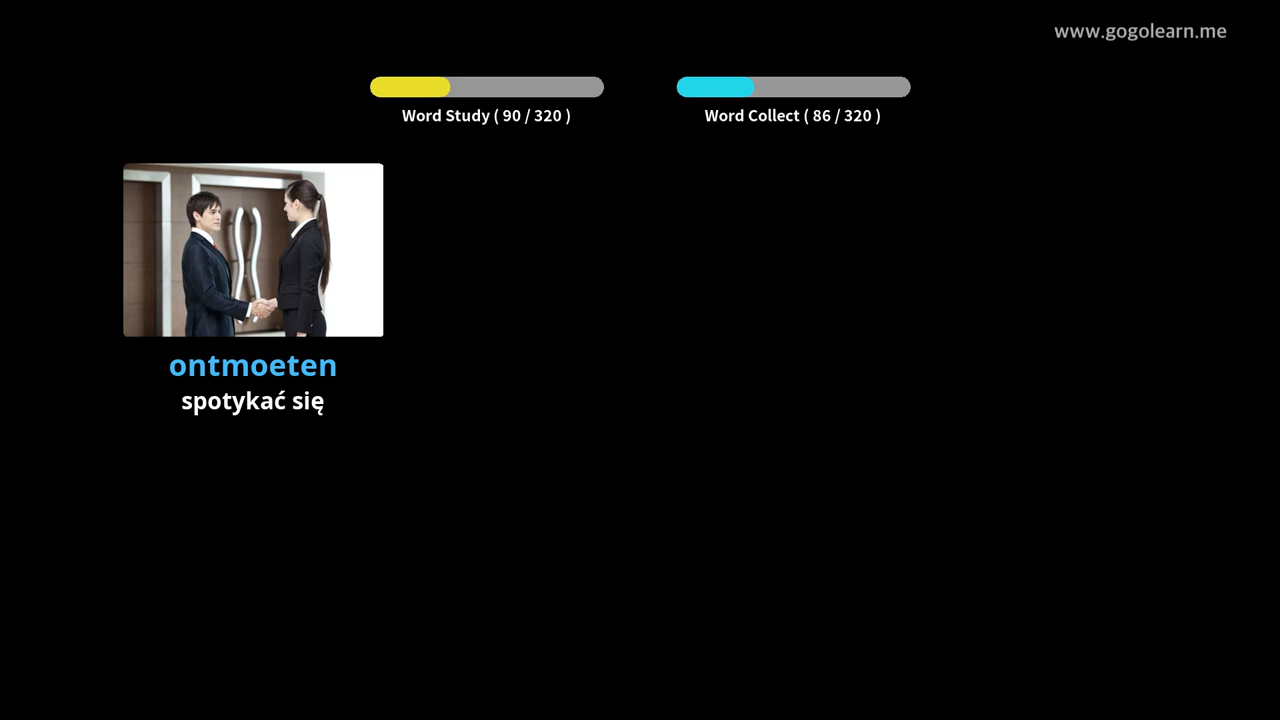 www.gogolearn.me
Word Study ( 90 / 320 )
Word Collect ( 86 / 320 )
ontmoeten
spotykać się